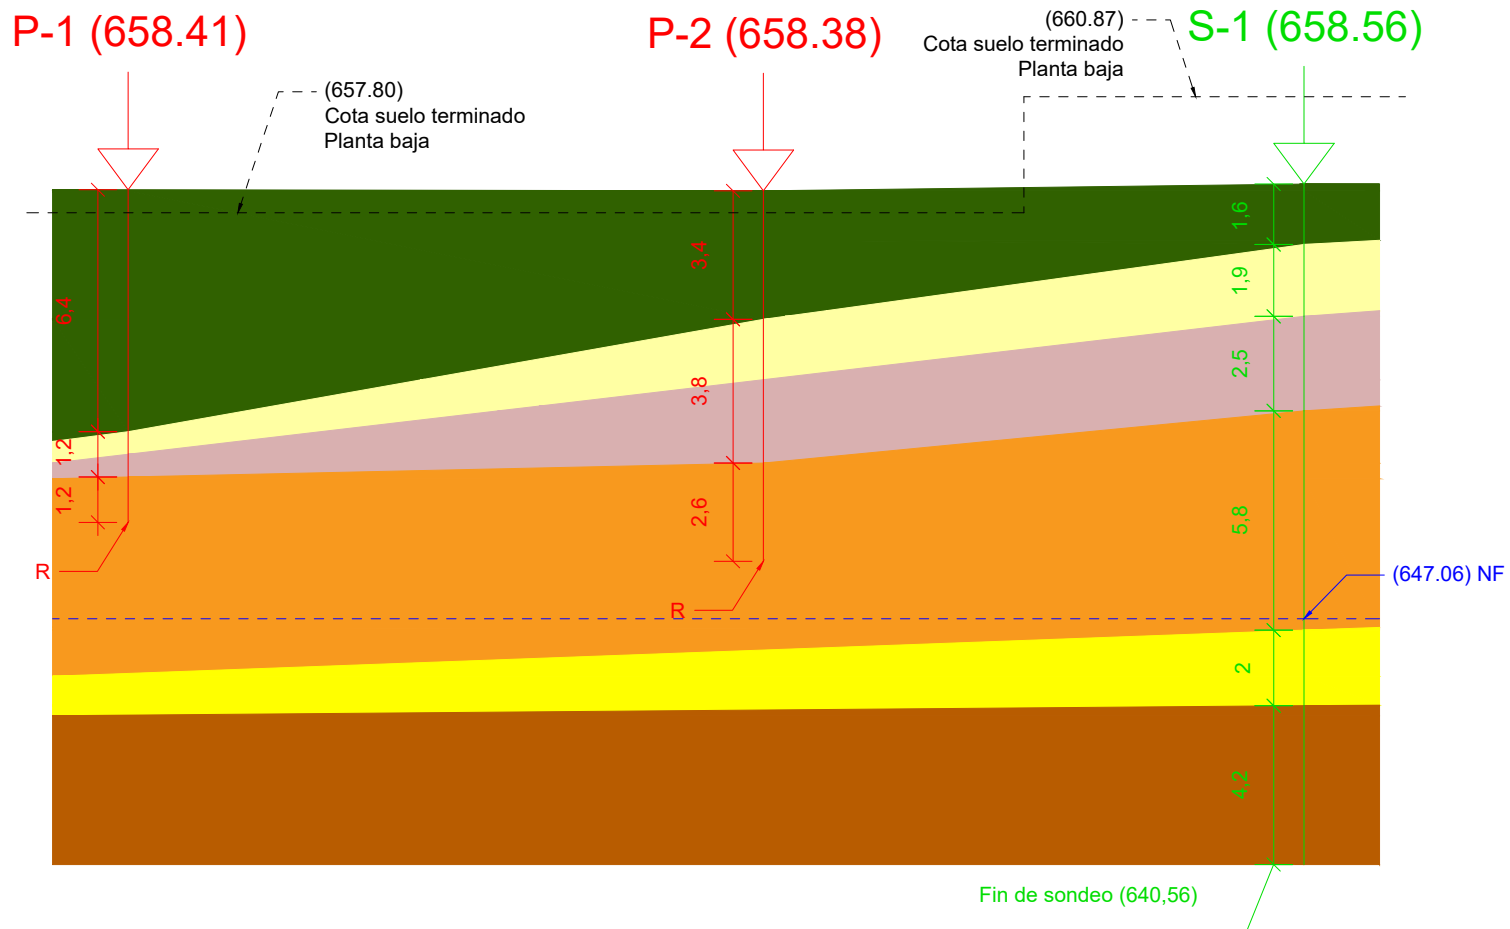 P-1 (658.41)
P-2 (658.38)
(660.87)
Cota suelo terminado
Planta baja
S-1 (658.56)
(657.80)
Cota suelo terminado
Planta baja
6,4
1,2
1,2
R
3,4
3,8
2,6
R
1,6
1,9
2,5
5,8
2
4,2
(647.06) NF
Fin de sondeo (640,56)